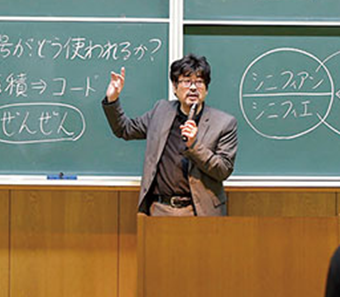 号がどう使われるか?
積⇒コード
ぜんぜん
シニフィアン
シニフィエ